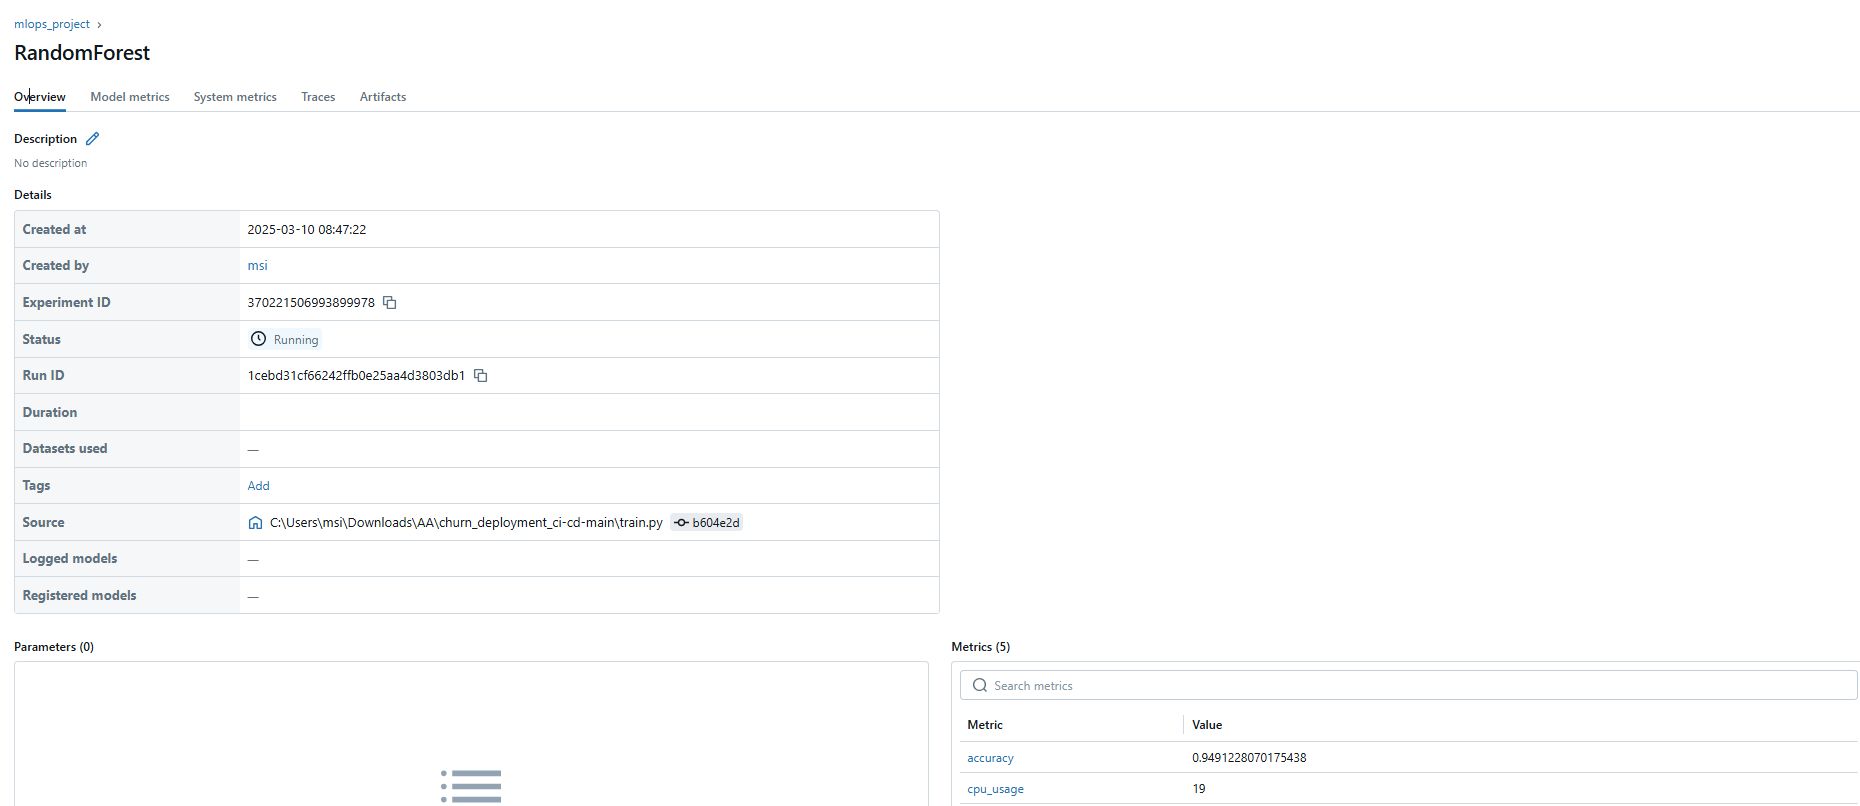 mlops_project ›
RandomForest
Overview Model metrics System metrics Traces Artifacts
Description
No description
Details
Created at 2025-03-10 08:47:22
Created by msi
Experiment ID 370221506993899978
Status Running
Run ID 1cebd31cf66242ffb0e25aa4d3803db1
Duration
Datasets used —
Tags Add
Source C:\Users\msi\Downloads\AA\churn_deployment_ci-cd-main\train.py b604e2d
Logged models —
Registered models —
Parameters (0)
Metrics (5)
Search metrics
Metric Value
accuracy 0.9491228070175438
cpu_usage 19